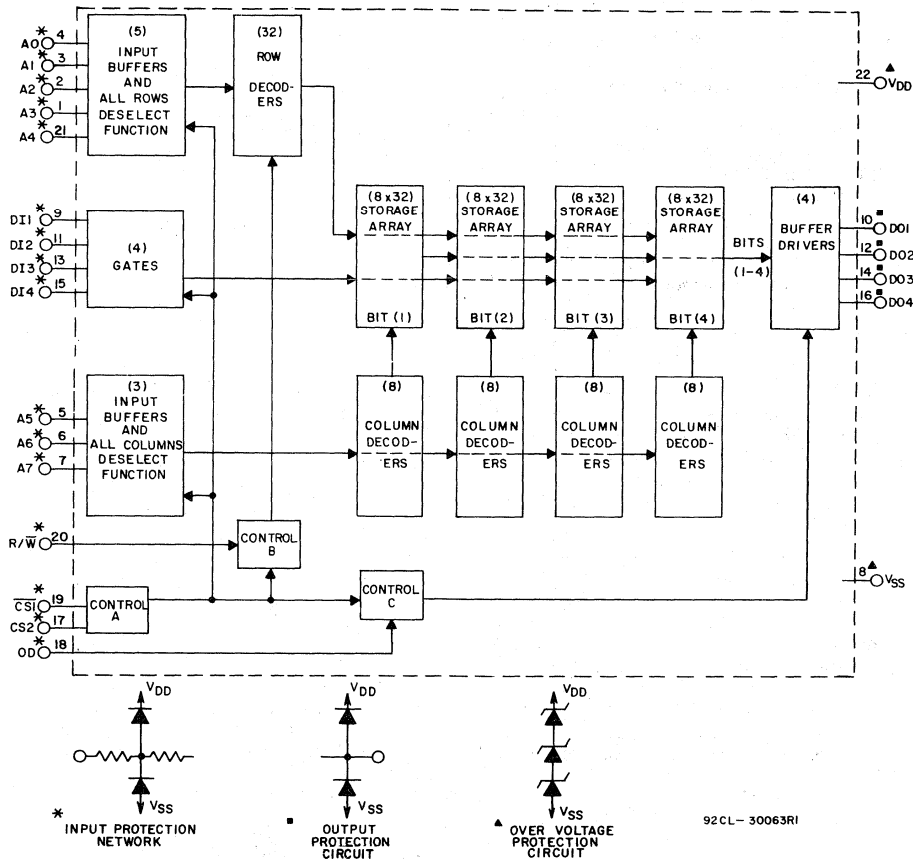 A0 * 4
A1 * 3
A2 * 2
A3 * 1
A4 * 21
(5)
INPUT
BUFFERS
AND
ALL ROWS
DESELECT
FUNCTION
(32)
ROW
DECOD-
ERS
22 ▲ VDD
DI1 * 9
DI2 * 11
DI3 * 13
DI4 * 15
(4)
GATES
(8 x 32)
STORAGE
ARRAY
BIT (1)
(8 x 32)
STORAGE
ARRAY
BIT (2)
(8 x 32)
STORAGE
ARRAY
BIT (3)
(8 x 32)
STORAGE
ARRAY
BIT (4)
BITS
(1-4)
(4)
BUFFER
DRIVERS
10 ■ DO1
12 ■ DO2
14 ■ DO3
16 ■ DO4
A5 * 5
A6 * 6
A7 * 7
(3)
INPUT
BUFFERS
AND
ALL COLUMNS
DESELECT
FUNCTION
(8)
COLUMN
DECOD-
ERS
(8)
COLUMN
DECOD-
ERS
(8)
COLUMN
DECOD-
ERS
(8)
COLUMN
DECOD-
ERS
R/W̅ * 20
CONTROL
B
C̅S̅1̅ * 19
CS2 * 17
OD * 18
CONTROL
A
CONTROL
C
8 ▲ VSS
VDD
VSS
* INPUT PROTECTION
NETWORK
VDD
VSS
■ OUTPUT
PROTECTION
CIRCUIT
VDD
VSS
▲ OVER VOLTAGE
PROTECTION
CIRCUIT
92CL-30063R1